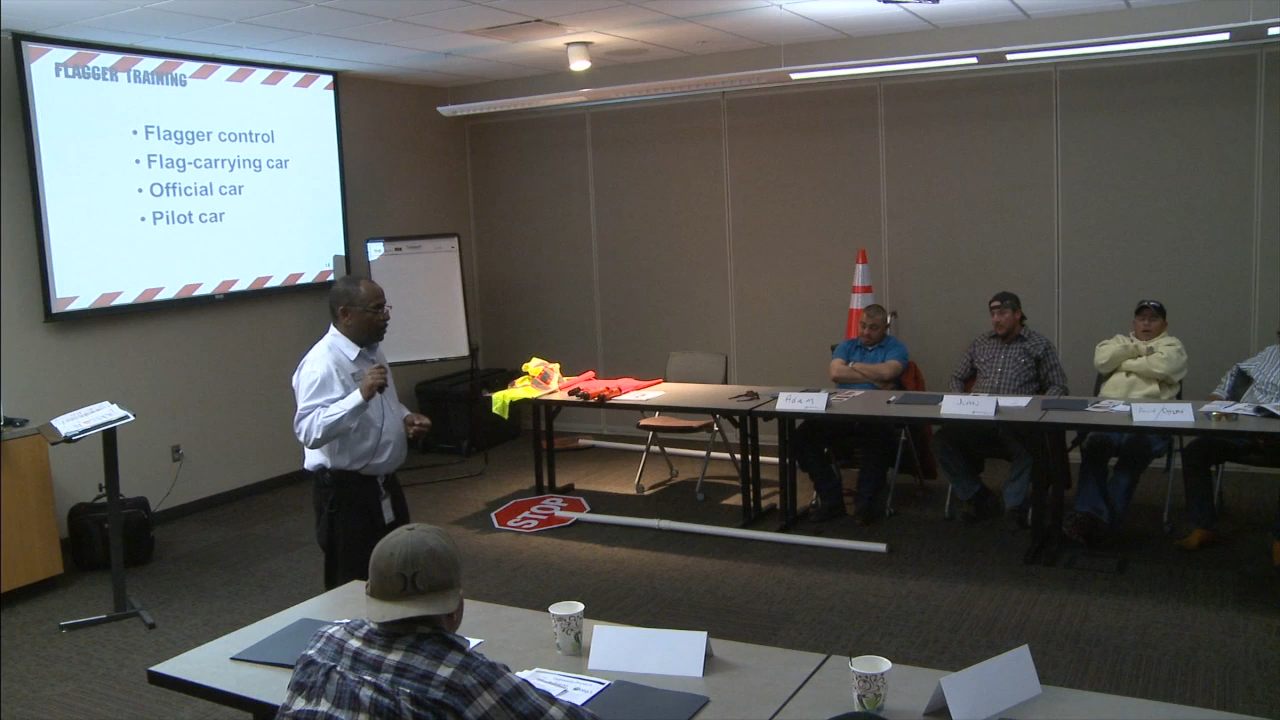 FLAGGER TRAINING
• Flagger control
• Flag-carrying car
• Official car
• Pilot car
STOP
ADAM